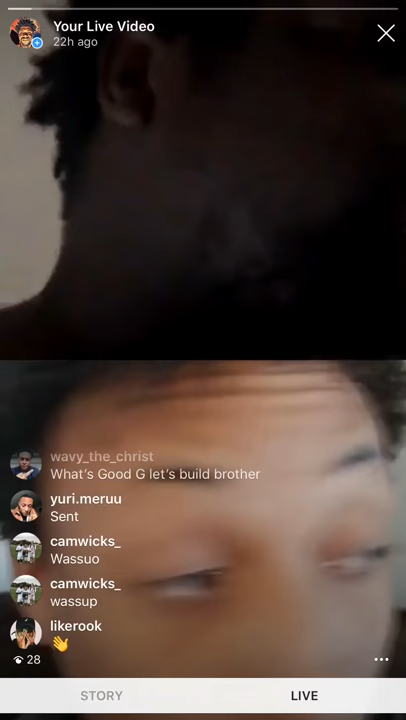 Your Live Video
22h ago
wavy_the_christ
What's Good G let's build brother
yuri.meruu
Sent
camwicks_
Wassuo
camwicks_
wassup
likerook
👋
28
STORY LIVE